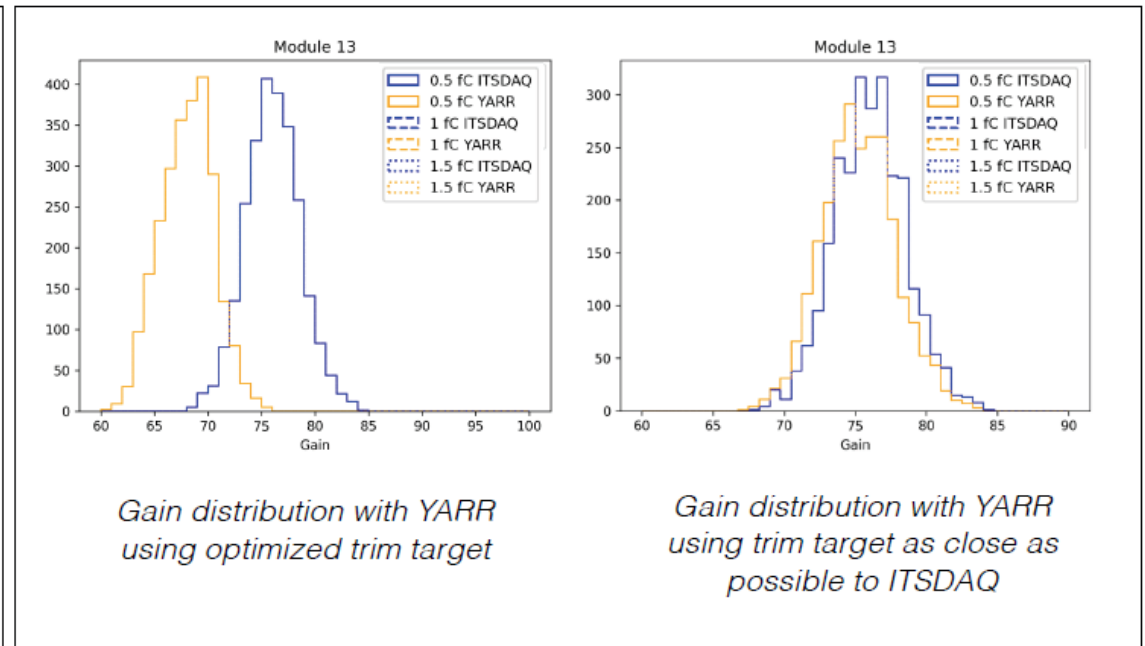 Module 13
400
350
300
250
200
150
100
50
0
60 65 70 75 80 85 90 95 100
Gain
0.5 fC ITSDAQ
0.5 fC YARR
1 fC ITSDAQ
1 fC YARR
1.5 fC ITSDAQ
1.5 fC YARR
Gain distribution with YARR
using optimized trim target
Module 13
300
250
200
150
100
50
0
60 65 70 75 80 85 90
Gain
0.5 fC ITSDAQ
0.5 fC YARR
1 fC ITSDAQ
1 fC YARR
1.5 fC ITSDAQ
1.5 fC YARR
Gain distribution with YARR
using trim target as close as
possible to ITSDAQ